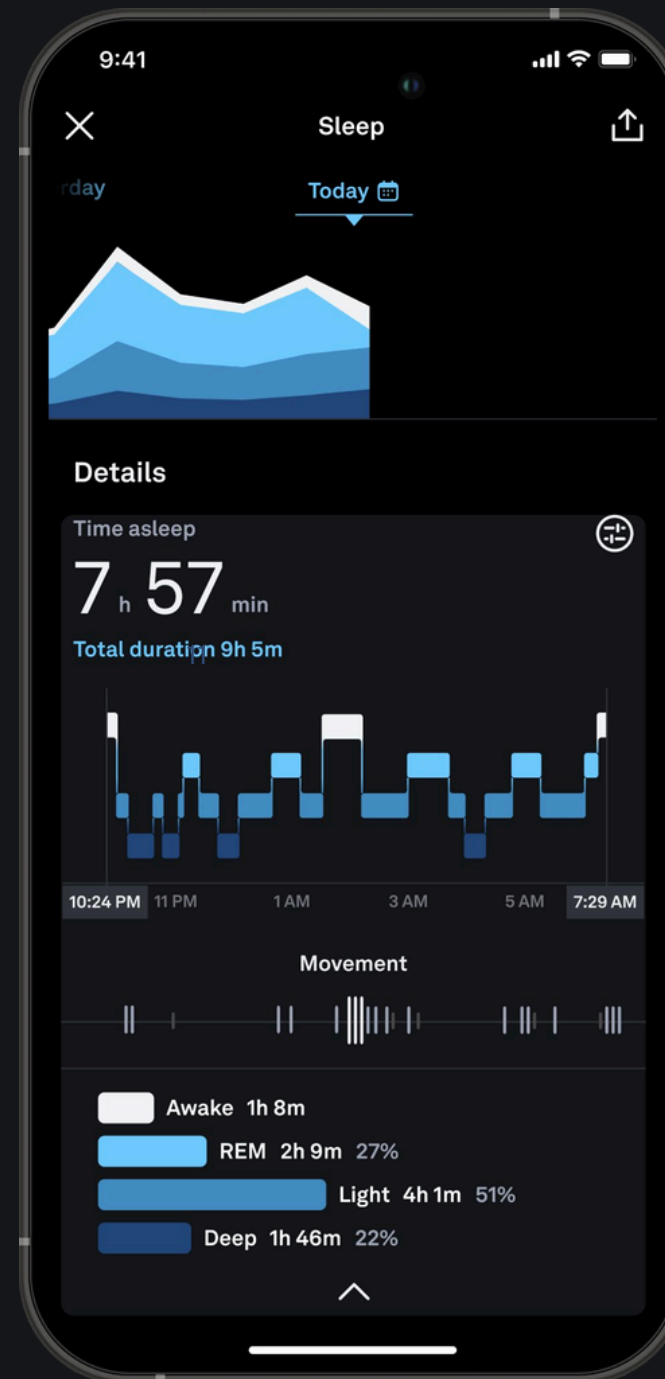 9:41
Sleep
rday
Today
Details
Time asleep
7 h 57 min
Total duration 9h 5m
10:24 PM 11 PM 1 AM 3 AM 5 AM 7:29 AM
Movement
Awake 1h 8m
REM 2h 9m 27%
Light 4h 1m 51%
Deep 1h 46m 22%